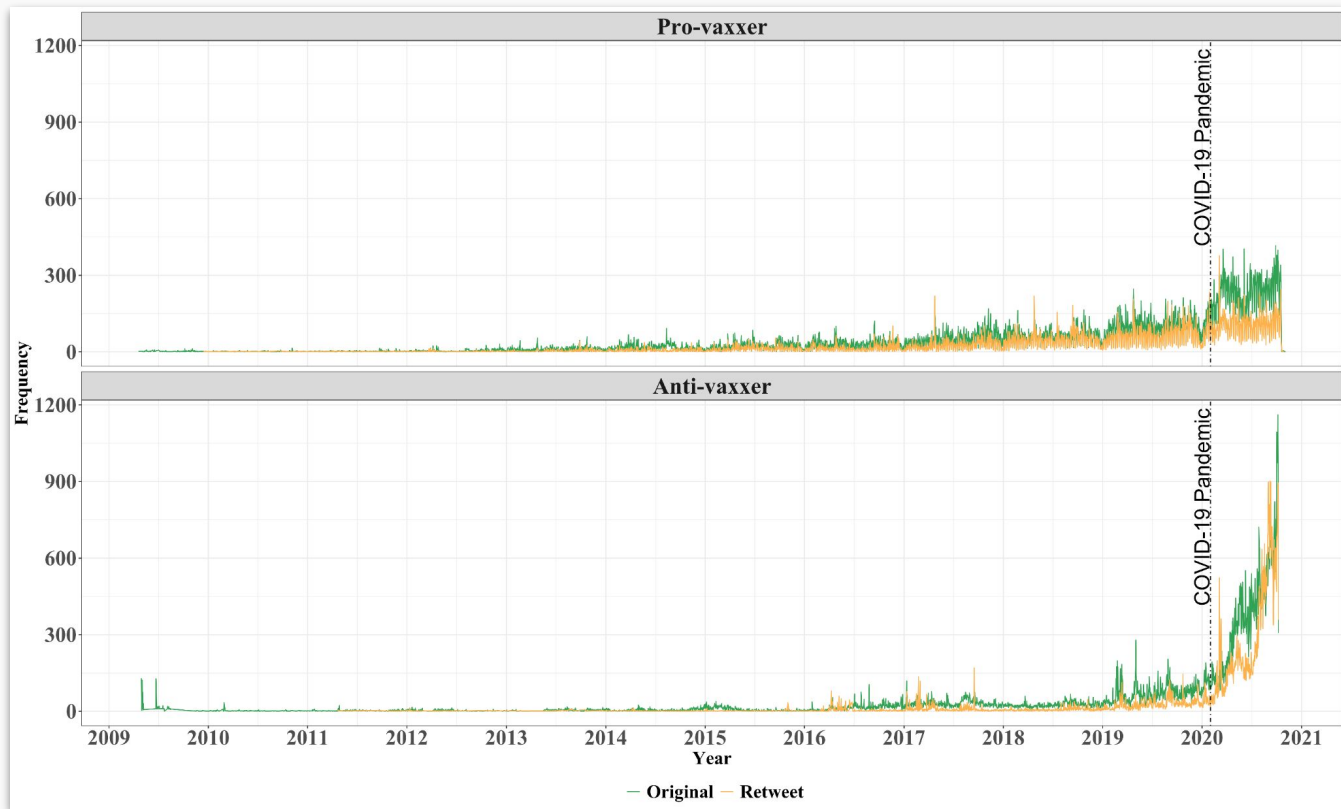 Pro-vaxxer
1200
900
600
300
0
COVID-19 Pandemic
Frequency
Anti-vaxxer
1200
900
600
300
0
COVID-19 Pandemic
2009 2010 2011 2012 2013 2014 2015 2016 2017 2018 2019 2020 2021
Year
Original Retweet